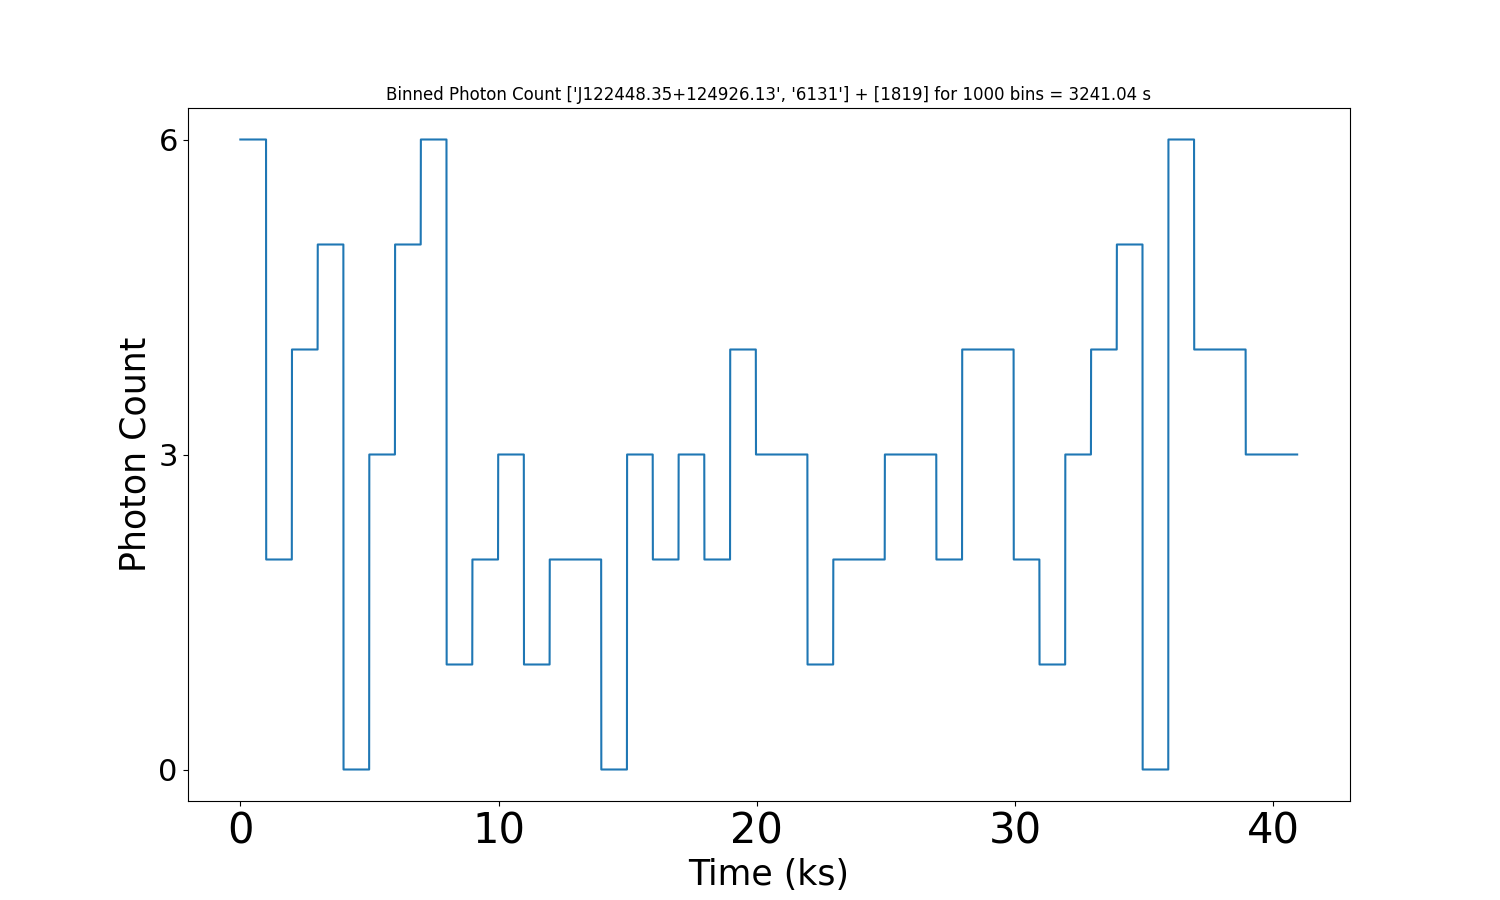 Binned Photon Count ['J122448.35+124926.13', '6131'] + [1819] for 1000 bins = 3241.04 s
6
3
0
Photon Count
0 10 20 30 40
Time (ks)